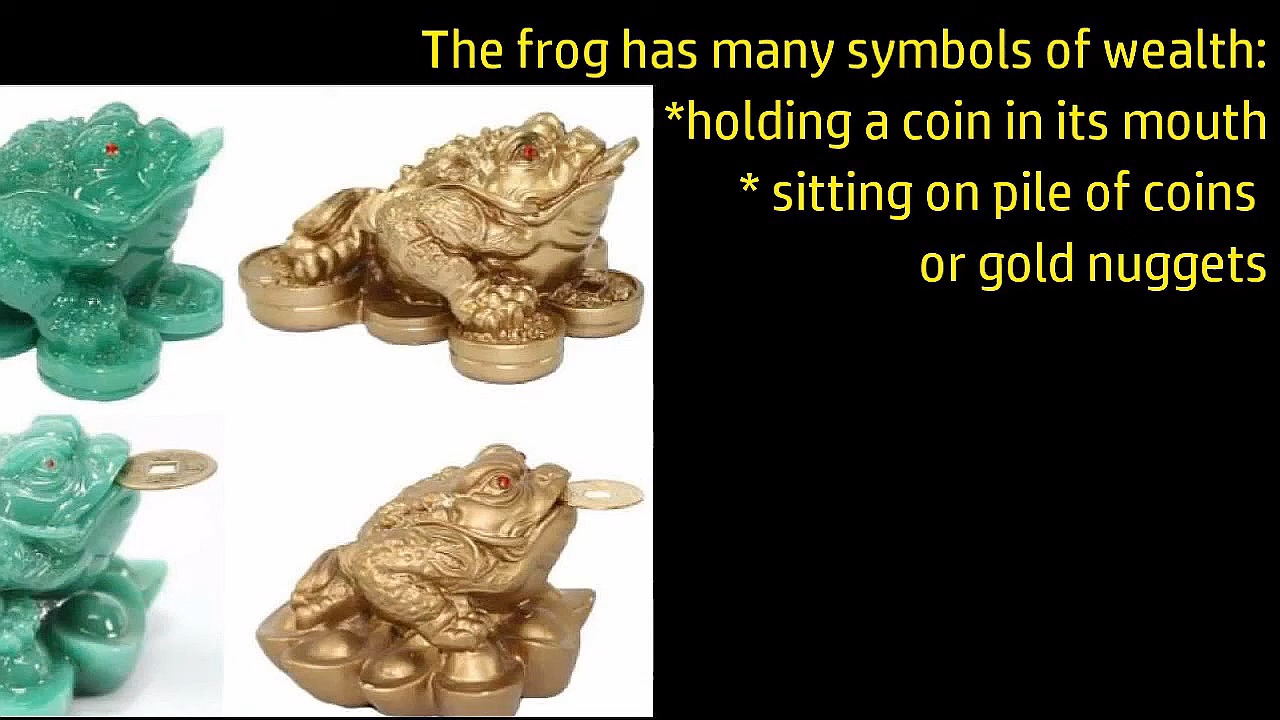 The frog has many symbols of wealth:
*holding a coin in its mouth
* sitting on pile of coins
or gold nuggets